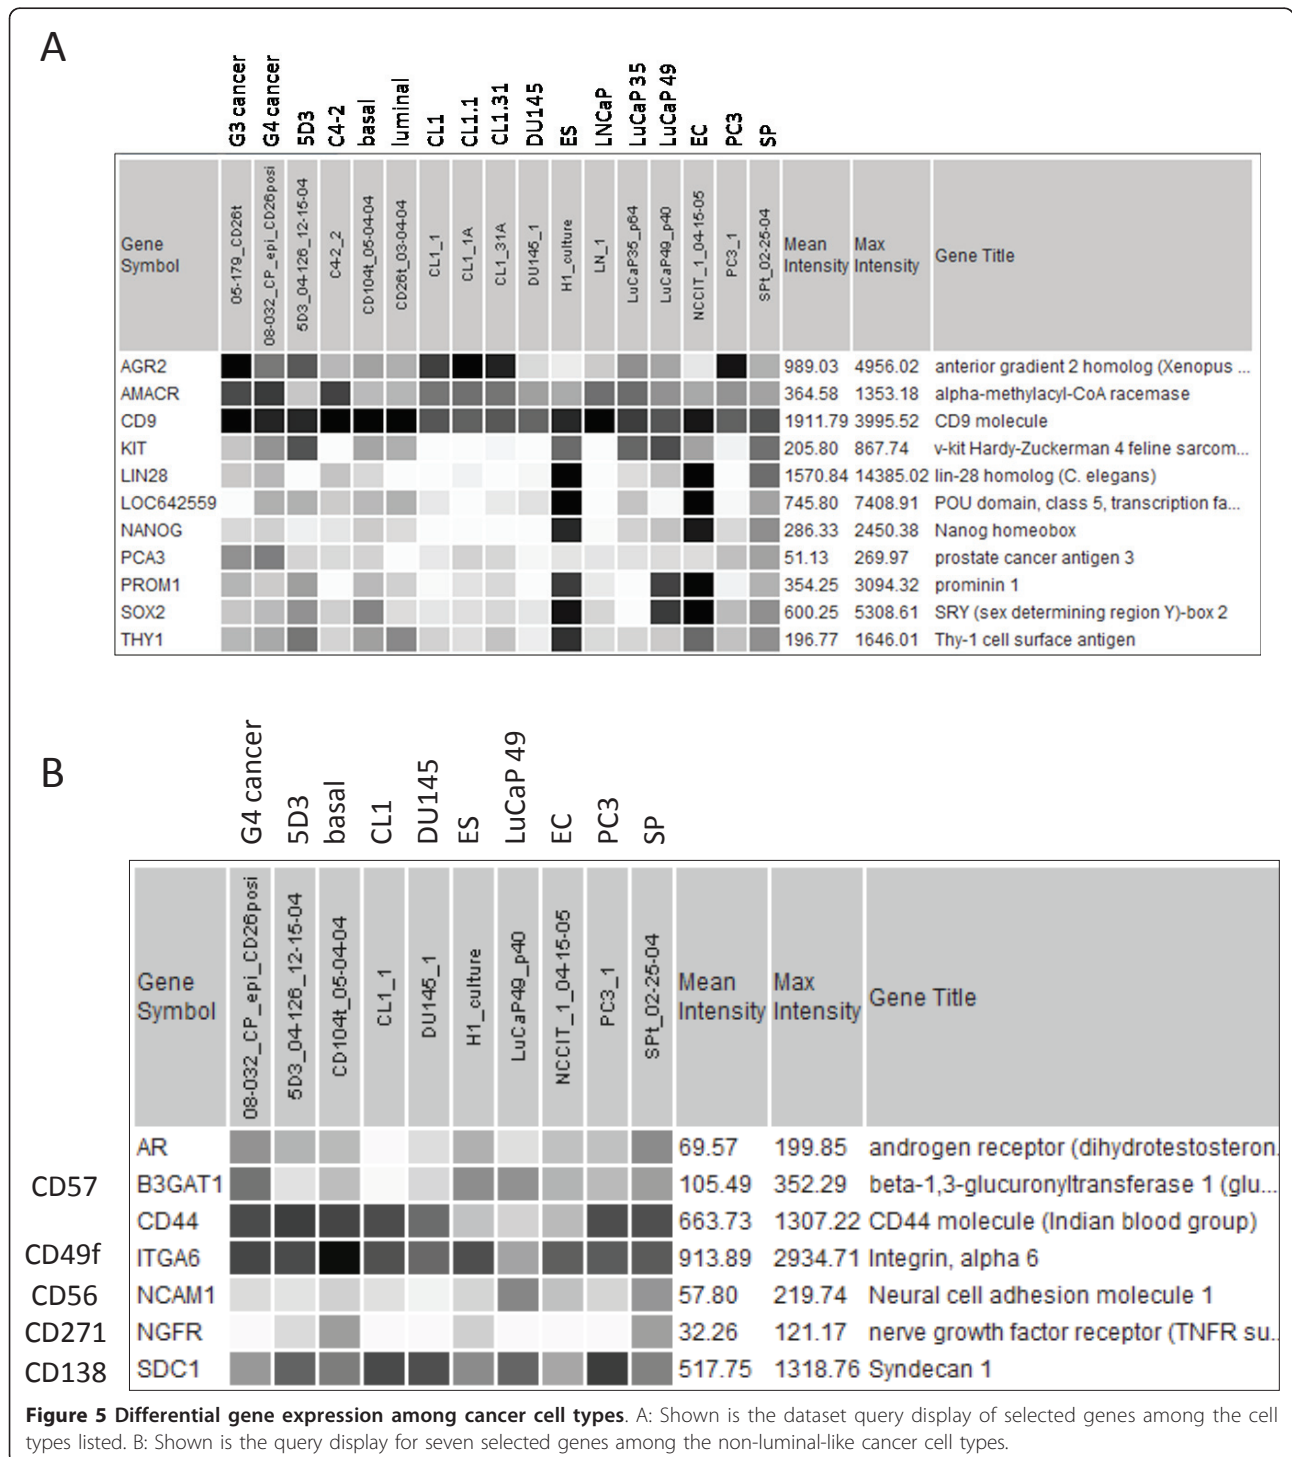 A
G3 cancer
G4 cancer
5D3
C4-2
basal
luminal
CL1
CL1.1
CL1.31
DU145
ES
LNCaP
LuCaP 35
LuCaP 49
EC
PC3
SP
Gene Symbol
05-179_CD26t
08-032_CP_epi_CD26posi
5D3_04-126_12-15-04
C42_2
CD104t_05-04-04
CD26t_03-04-04
CL1_1
CL1_1A
CL1_31A
DU145_1
H1_culture
LN_1
LuCaP35_p64
LuCaP49_p40
NCCIT_1_04-15-05
PC3_1
SPt_02-25-04
Mean Intensity
Max Intensity
Gene Title
AGR2 989.03 4956.02 anterior gradient 2 homolog (Xenopus ...
AMACR 364.58 1353.18 alpha-methylacyl-CoA racemase
CD9 1911.79 3995.52 CD9 molecule
KIT 205.80 867.74 v-kit Hardy-Zuckerman 4 feline sarcom...
LIN28 1570.84 14385.02 lin-28 homolog (C. elegans)
LOC642559 745.80 7408.91 POU domain, class 5, transcription fa...
NANOG 286.33 2450.38 Nanog homeobox
PCA3 51.13 269.97 prostate cancer antigen 3
PROM1 354.25 3094.32 prominin 1
SOX2 600.25 5308.61 SRY (sex determining region Y)-box 2
THY1 196.77 1646.01 Thy-1 cell surface antigen
B
G4 cancer
5D3
basal
CL1
DU145
ES
LuCaP 49
EC
PC3
SP
Gene Symbol
08-032_CP_epi_CD26posi
5D3_04-126_12-15-04
CD104t_05-04-04
CL1_1
DU145_1
H1_culture
LuCaP49_p40
NCCIT_1_04-15-05
PC3_1
SPt_02-25-04
Mean Intensity
Max Intensity
Gene Title
AR 69.57 199.85 androgen receptor (dihydrotestosteron.
CD57 B3GAT1 105.49 352.29 beta-1,3-glucuronyltransferase 1 (glu...
CD44 663.73 1307.22 CD44 molecule (Indian blood group)
CD49f ITGA6 913.89 2934.71 Integrin, alpha 6
CD56 NCAM1 57.80 219.74 Neural cell adhesion molecule 1
CD271 NGFR 32.26 121.17 nerve growth factor receptor (TNFR su..
CD138 SDC1 517.75 1318.76 Syndecan 1
Figure 5 Differential gene expression among cancer cell types. A: Shown is the dataset query display of selected genes among the cell
types listed. B: Shown is the query display for seven selected genes among the non-luminal-like cancer cell types.